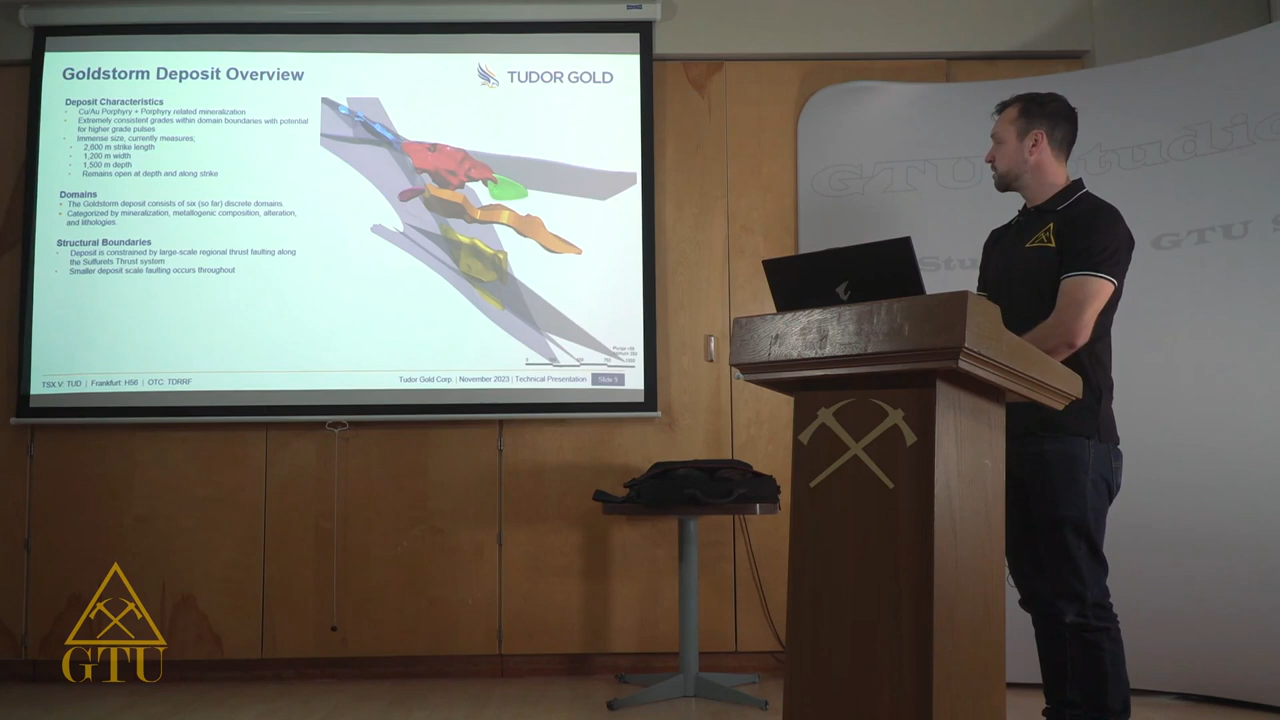 Goldstorm Deposit Overview
TUDOR GOLD
Deposit Characteristics
Cu/Au Porphyry + Porphyry related mineralization
Extremely consistent grades within domain boundaries with potential
for higher grade pulses
Immense size, currently measures;
2,600 m strike length
1,200 m width
1,500 m depth
Remains open at depth and along strike
Domains
The Goldstorm deposit consists of six (so far) discrete domains.
Categorized by mineralization, metallogenic composition, alteration,
and lithologies.
Structural Boundaries
Deposit is constrained by large-scale regional thrust faulting along
the Sulfurets Thrust system
Smaller deposit scale faulting occurs throughout
TSX.V: TUD | Frankfurt: H56 | OTC: TDRRF
Tudor Gold Corp. | November 2023 | Technical Presentation
Slide 5
GTU Studio
GTU S
Stu
GTU